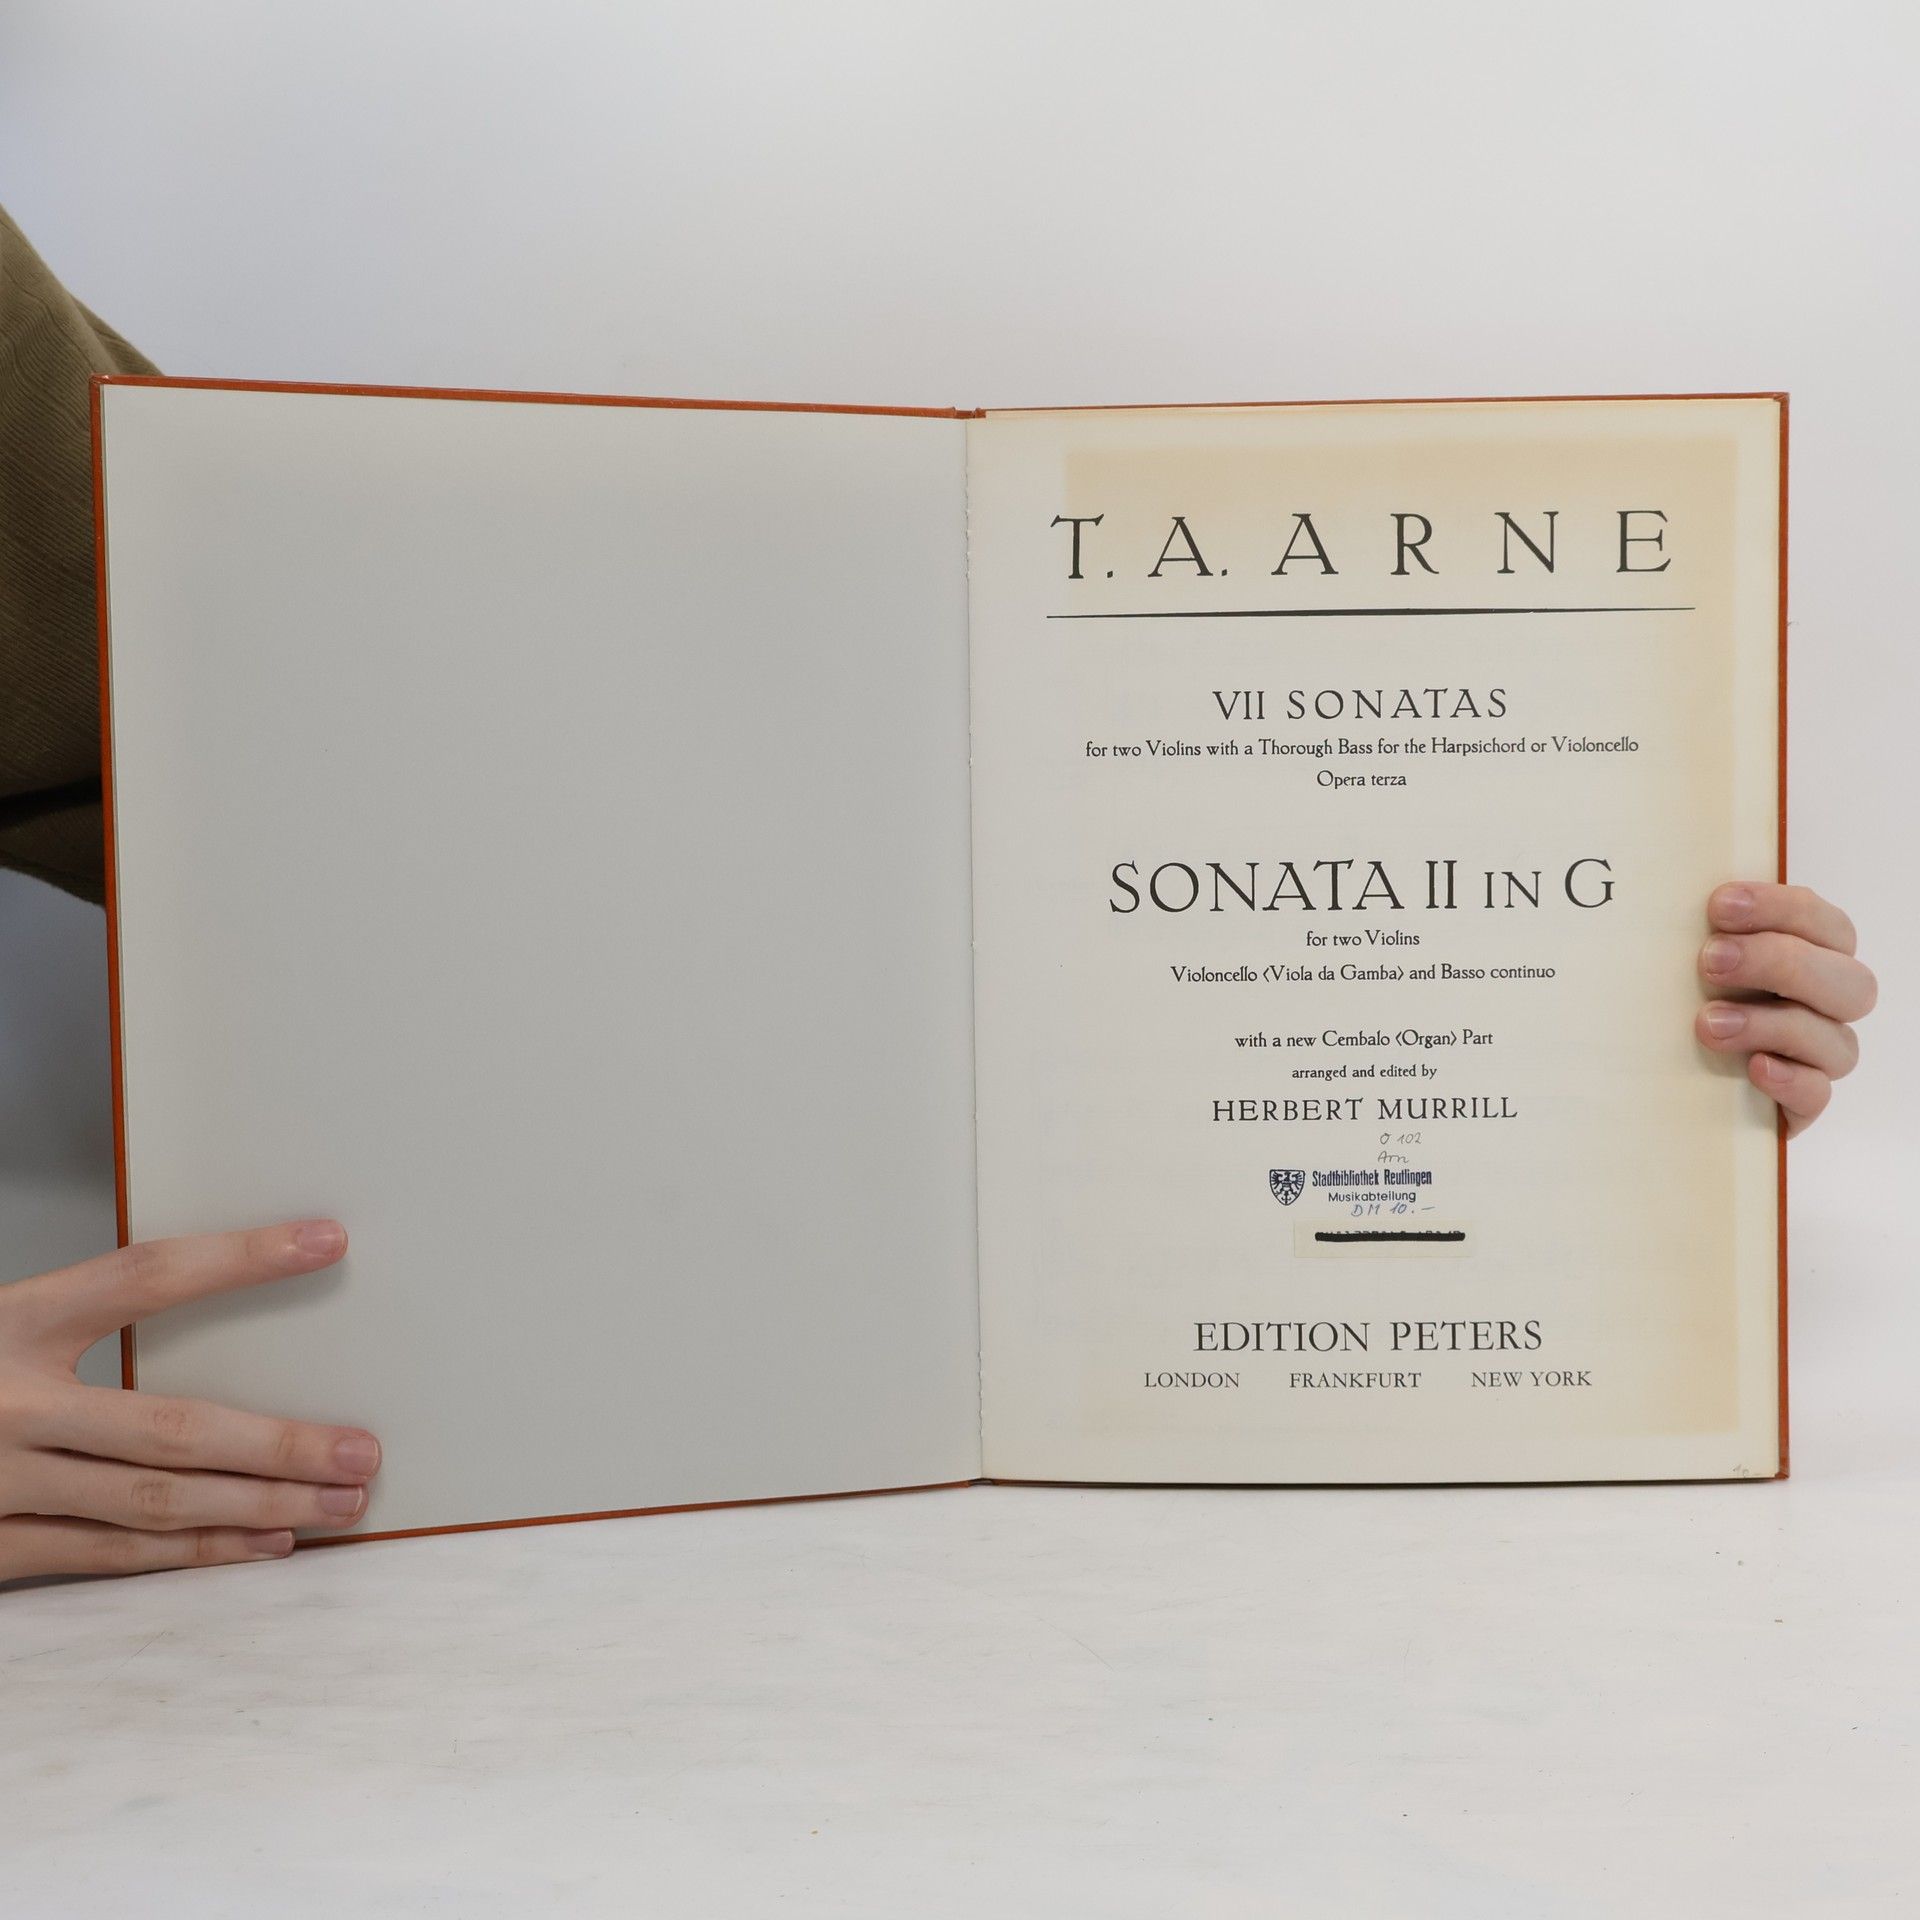 T. A. ARNE
VII SONATAS
for two Violins with a Thorough Bass for the Harpsichord or Violoncello
Opera terza
SONATA II IN G
for two Violins
Violoncello ⟨Viola da Gamba⟩ and Basso continuo
with a new Cembalo ⟨Organ⟩ Part
arranged and edited by
HERBERT MURRILL
O 102
Arn
Stadtbibliothek Reutlingen
Musikabteilung
DM 10.—
EDITION PETERS
LONDON FRANKFURT NEW YORK
10.—